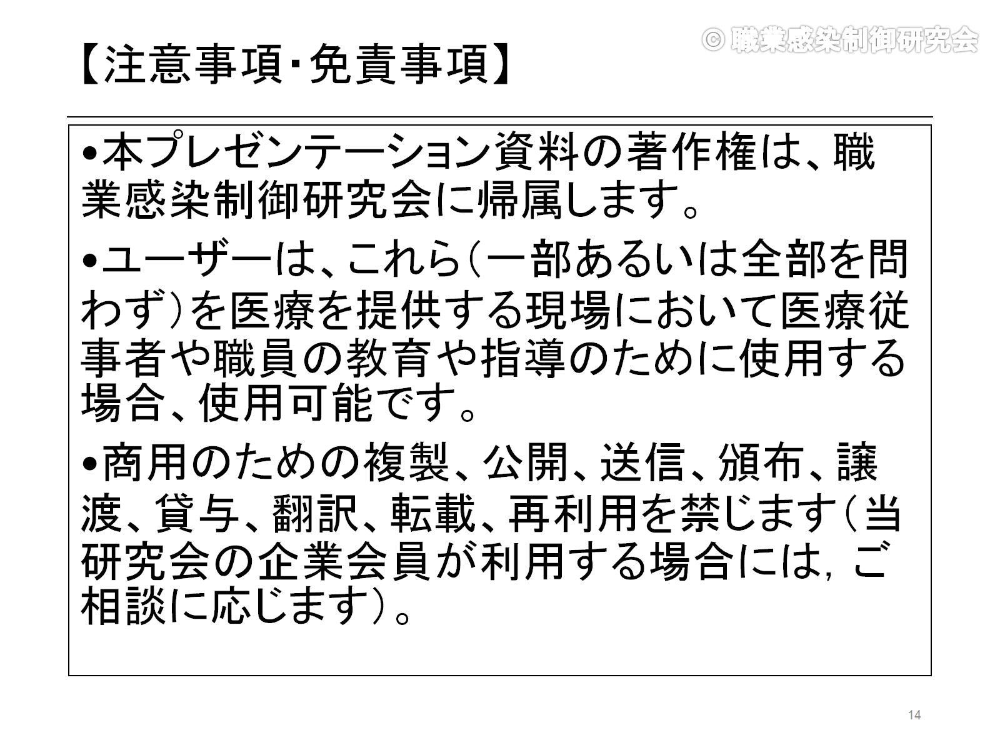 © 職業感染制御研究会
【注意事項・免責事項】
•本プレゼンテーション資料の著作権は、職
業感染制御研究会に帰属します。
•ユーザーは、これら（一部あるいは全部を問
わず）を医療を提供する現場において医療従
事者や職員の教育や指導のために使用する
場合、使用可能です。
•商用のための複製、公開、送信、頒布、譲
渡、貸与、翻訳、転載、再利用を禁じます（当
研究会の企業会員が利用する場合には，ご
相談に応じます）。
14